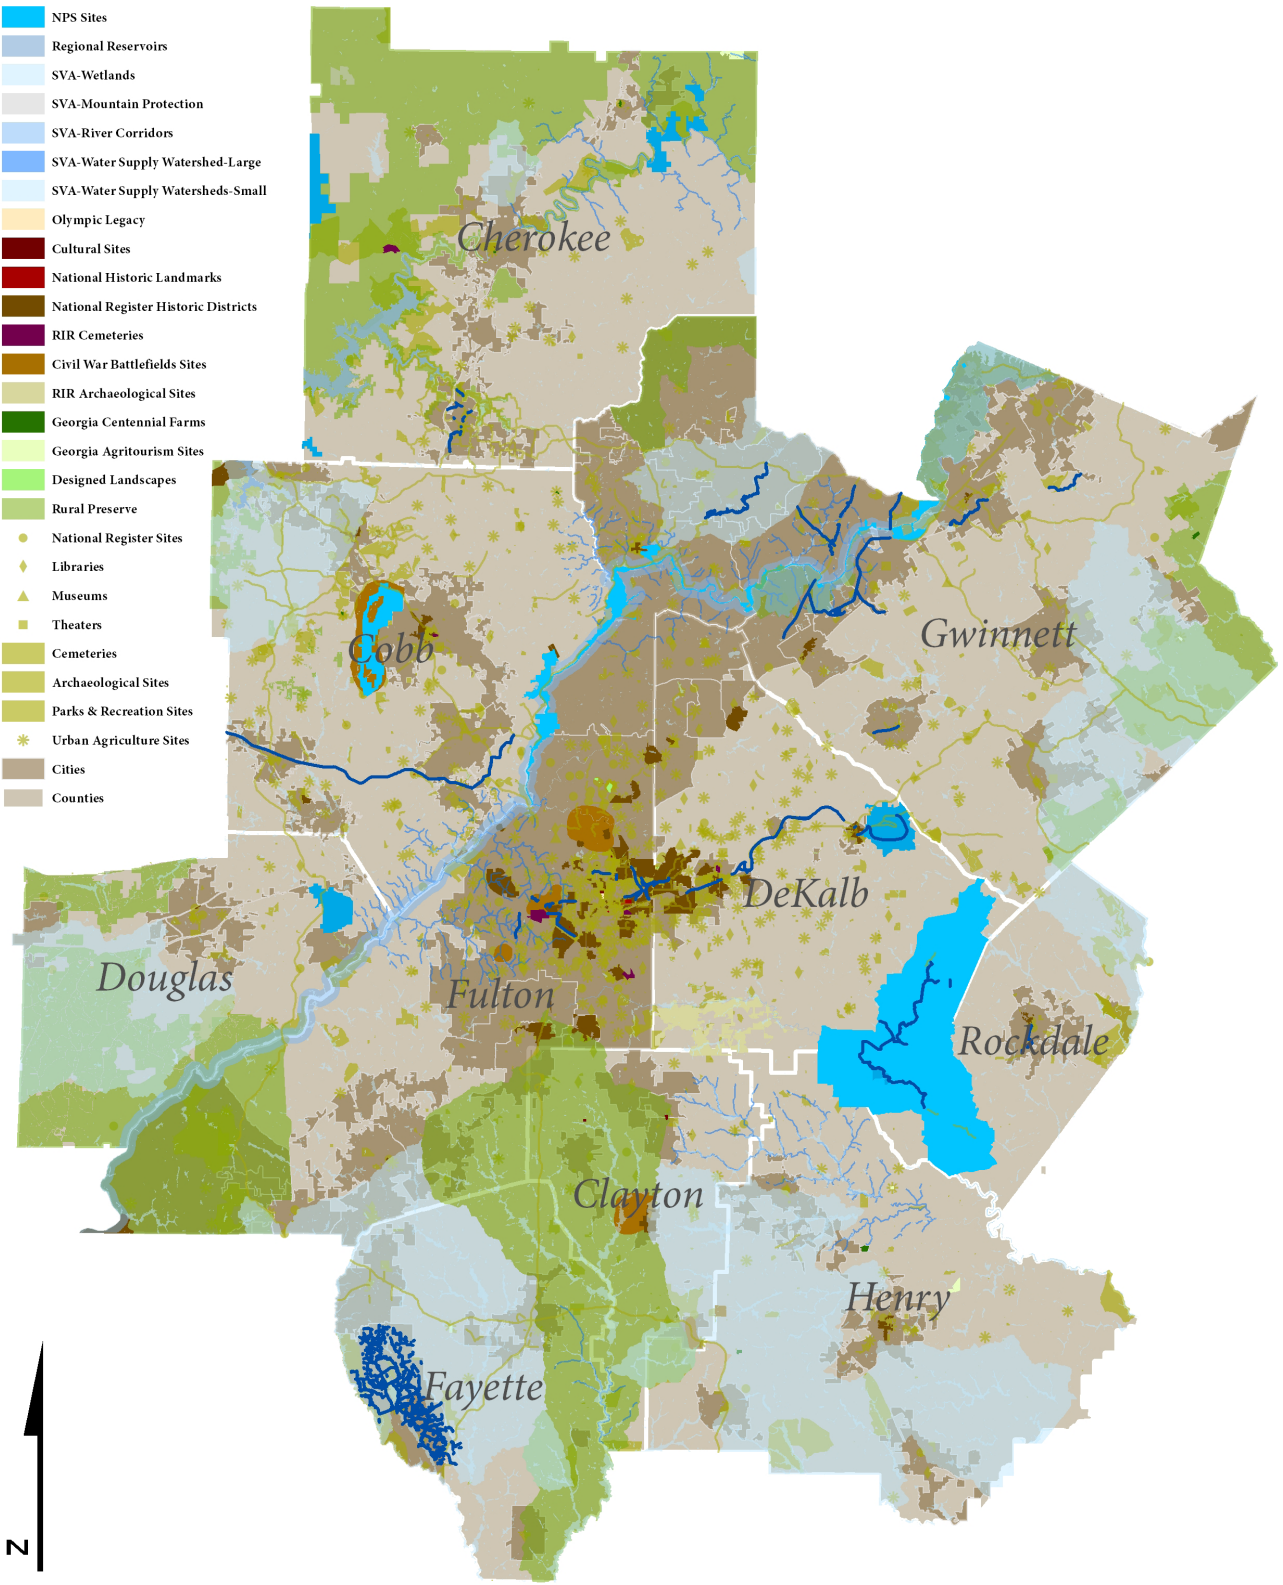 NPS Sites
Regional Reservoirs
SVA-Wetlands
SVA-Mountain Protection
SVA-River Corridors
SVA-Water Supply Watershed-Large
SVA-Water Supply Watersheds-Small
Olympic Legacy
Cultural Sites
National Historic Landmarks
National Register Historic Districts
RIR Cemeteries
Civil War Battlefields Sites
RIR Archaeological Sites
Georgia Centennial Farms
Georgia Agritourism Sites
Designed Landscapes
Rural Preserve
National Register Sites
Libraries
Museums
Theaters
Cemeteries
Archaeological Sites
Parks & Recreation Sites
Urban Agriculture Sites
Cities
Counties
Cherokee
Cobb
Gwinnett
DeKalb
Douglas
Fulton
Rockdale
Clayton
Henry
Fayette
N